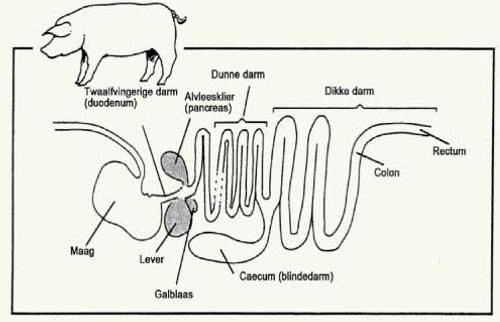 Dunne darm
Twaalfvingerige darm
(duodenum)
Alvleesklier
(pancreas)
Dikke darm
Rectum
Colon
Maag
Lever
Galblaas
Caecum (blindedarm)